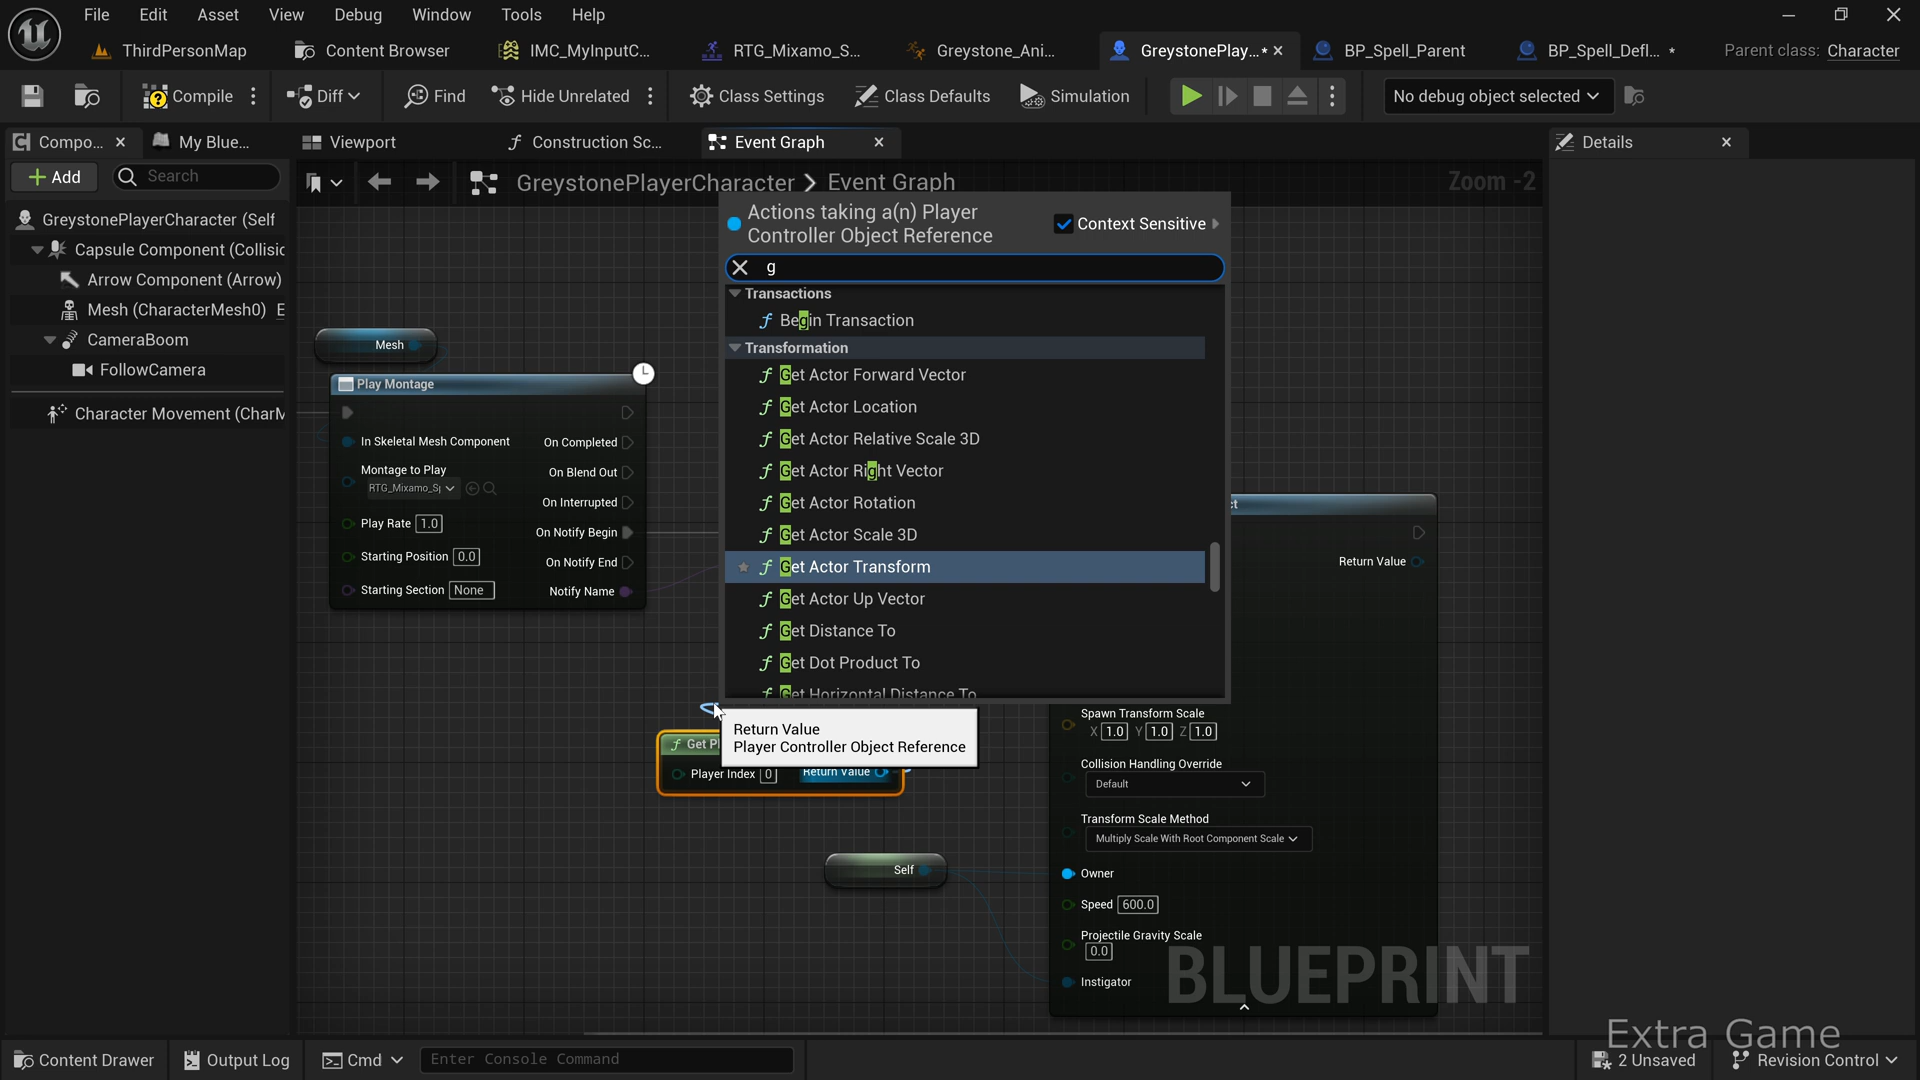 File Edit View Debug Window Tools Help
ThirdPersonMap Content Browser IMC_MyInputC... RTG_Mixamo_S... Greystone_Ani... GreystonePlay...• BP_Spell_Parent BP_Spell_Defl... • Parent class: Character
Compile Diff Find Hide Unrelated Class Settings Class Defaults Simulation No debug object selected
Compo... My Blue... Viewport Construction Sc... Event Graph Details
Add Search GreystonePlayerCharacter > Event Graph Zoom -2
GreystonePlayerCharacter (Self
Capsule Component (Collisic
Arrow Component (Arrow)
Mesh (CharacterMesh0) E
CameraBoom
FollowCamera
Character Movement (CharM
Actions taking a(n) Player
Controller Object Reference
Context Sensitive
g
Transactions
Begin Transaction
Transformation
Get Actor Forward Vector
Get Actor Location
Get Actor Relative Scale 3D
Get Actor Right Vector
Get Actor Rotation
Get Actor Scale 3D
Get Actor Transform
Get Actor Up Vector
Get Distance To
Get Dot Product To
Get Horizontal Distance To
Mesh
Play Montage
In Skeletal Mesh Component On Completed
Montage to Play
RTG_Mixamo_S On Blend Out
On Interrupted
Play Rate 1.0
On Notify Begin
Starting Position 0.0
On Notify End
Starting Section None Notify Name
Return Value
Player Controller Object Reference
Get Pl
Player Index 0 Return Value
Self
ct
Return Value
Spawn Transform Scale
X 1.0 Y 1.0 Z 1.0
Collision Handling Override
Default
Transform Scale Method
Multiply Scale With Root Component Scale
Owner
Speed 600.0
Projectile Gravity Scale
0.0
Instigator
BLUEPRINT
Extra Game
Content Drawer Output Log Cmd Enter Console Command 2 Unsaved Revision Control